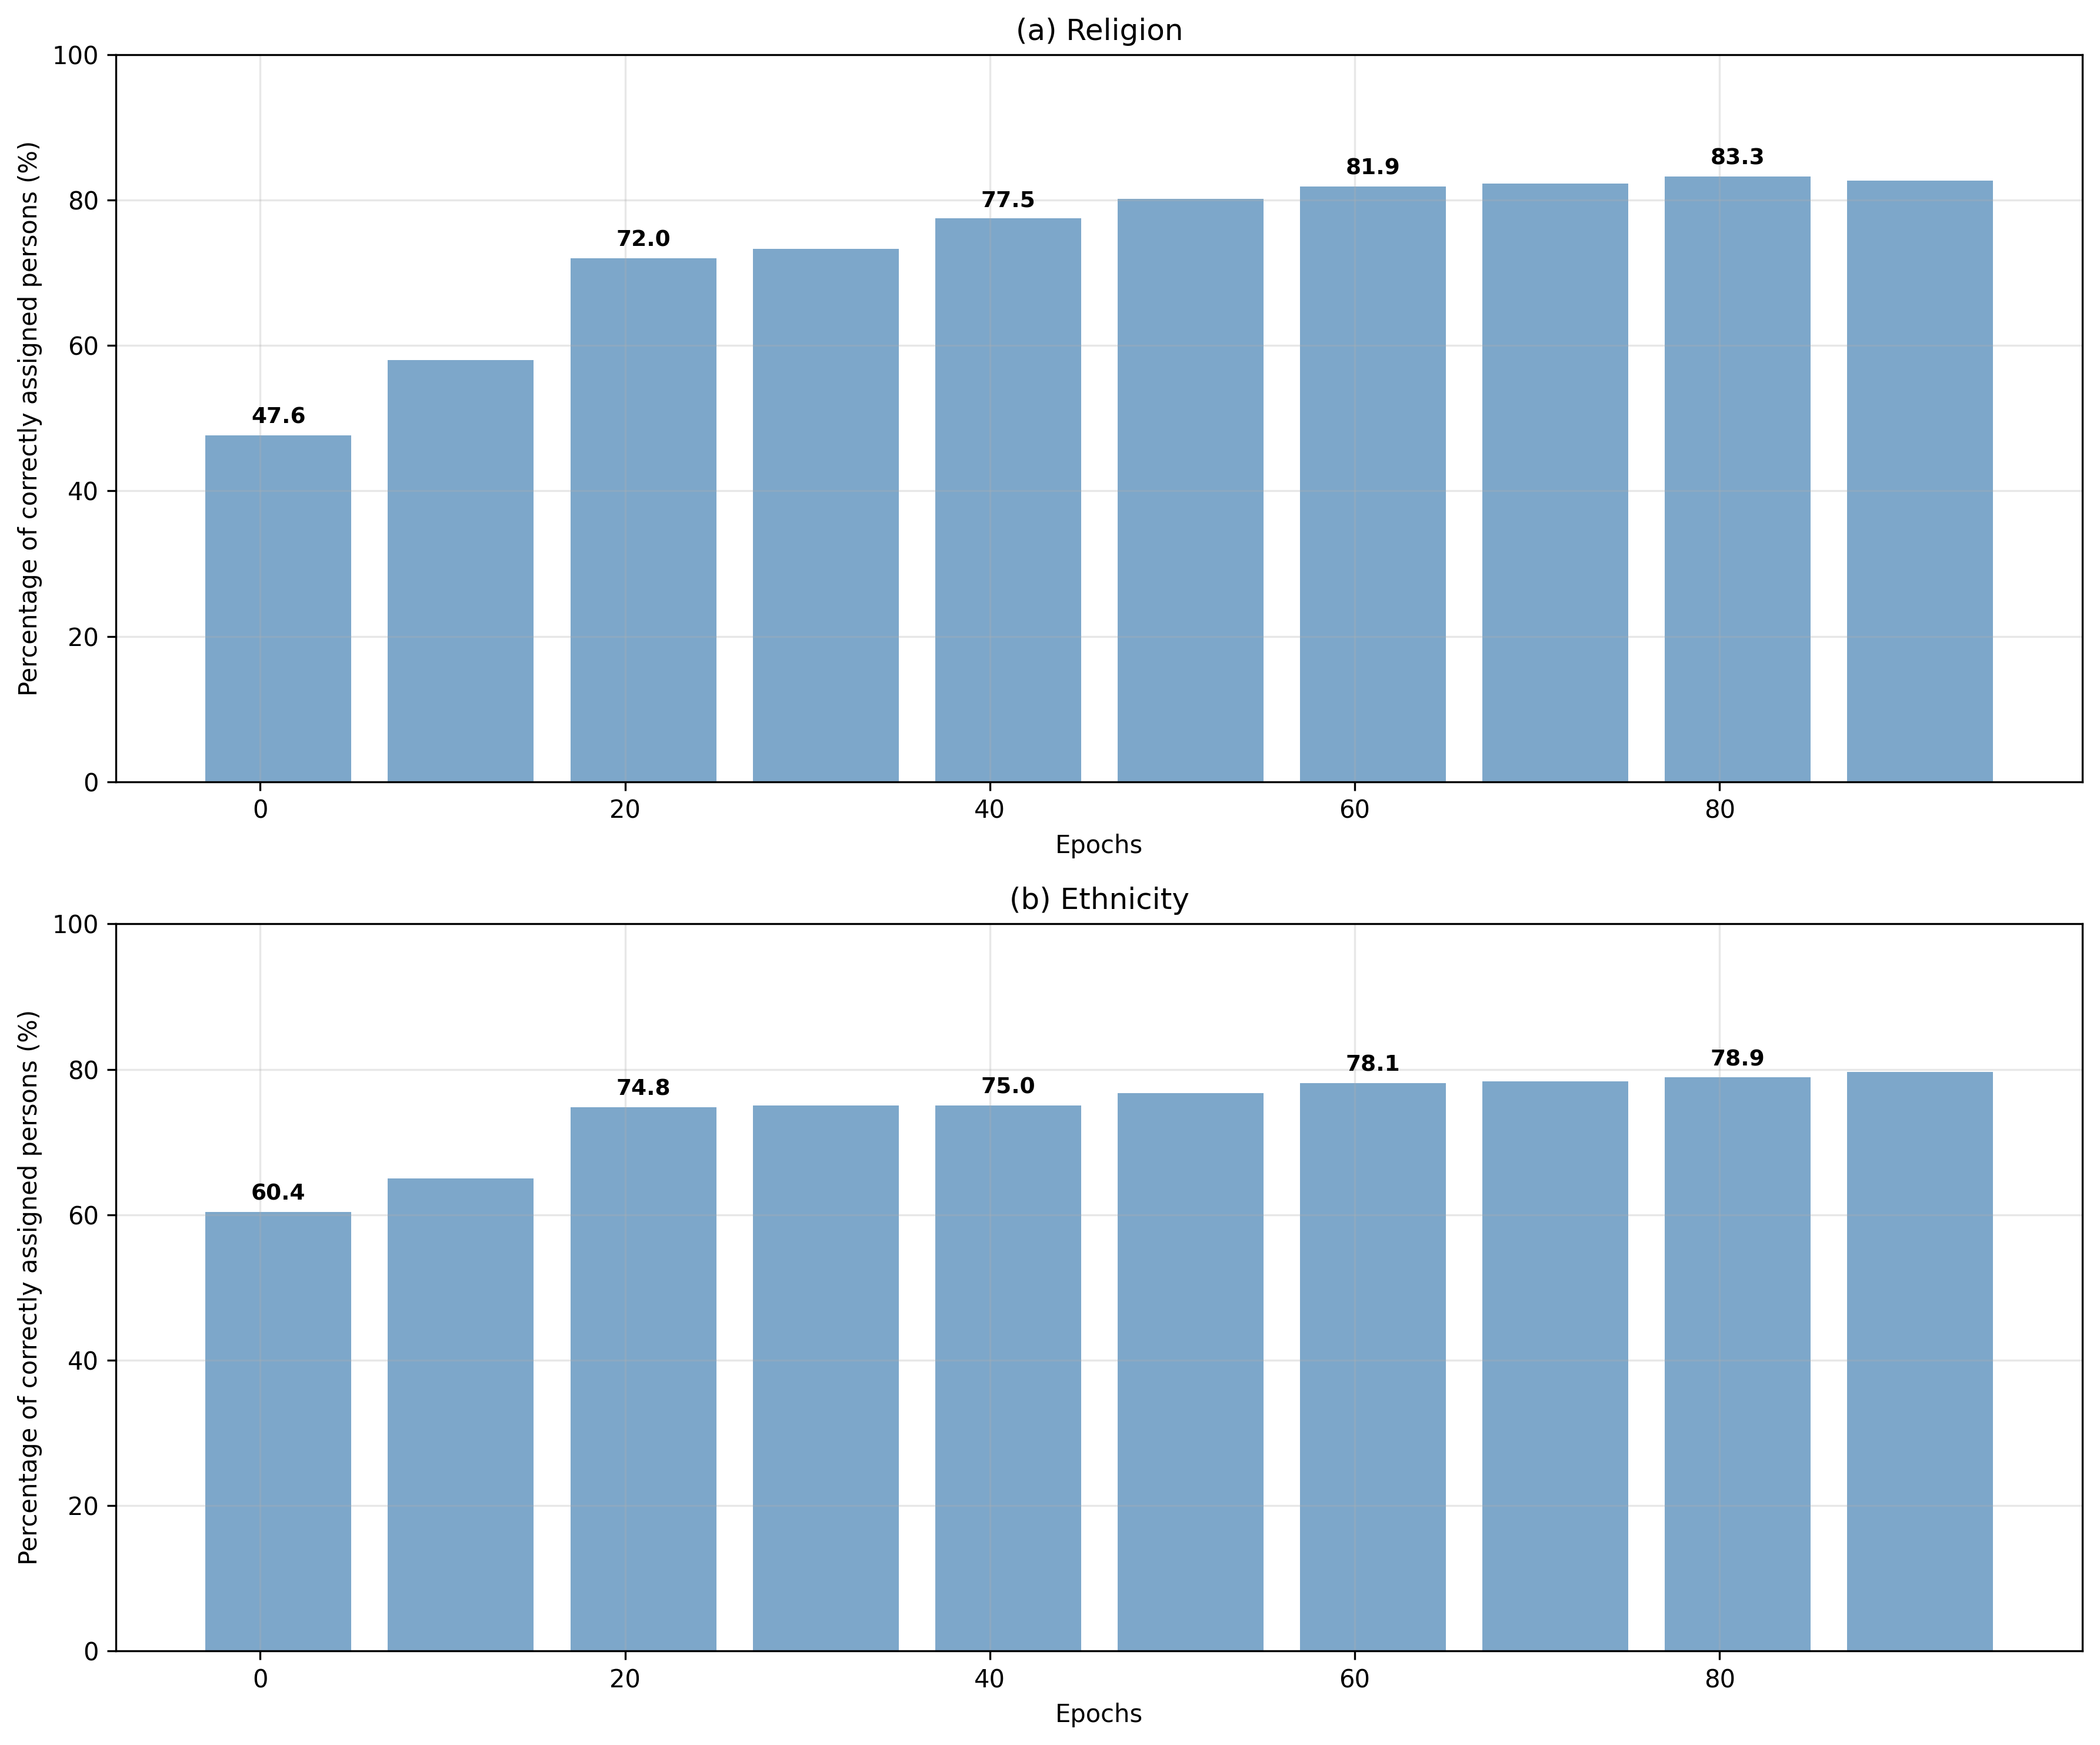 (a) Religion
Percentage of correctly assigned persons (%)
100
80
60
40
20
0
47.6
72.0
77.5
81.9
83.3
0 20 40 60 80
Epochs
(b) Ethnicity
Percentage of correctly assigned persons (%)
100
80
60
40
20
0
60.4
74.8
75.0
78.1
78.9
0 20 40 60 80
Epochs